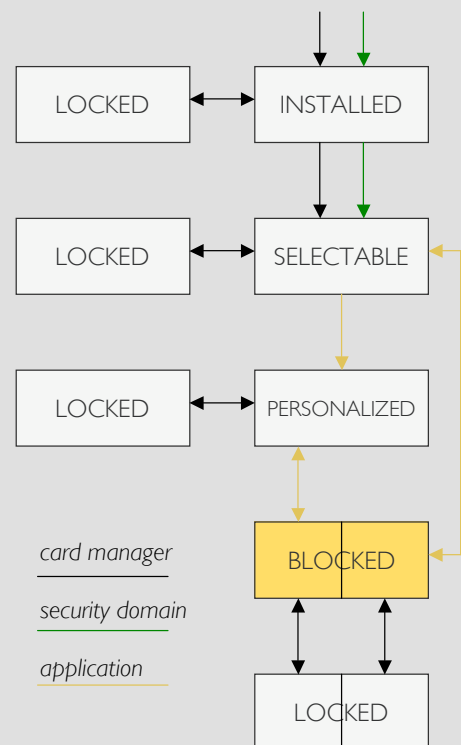 LOCKED
INSTALLED
LOCKED
SELECTABLE
LOCKED
PERSONALIZED
BLOCKED
LOCKED
card manager
security domain
application